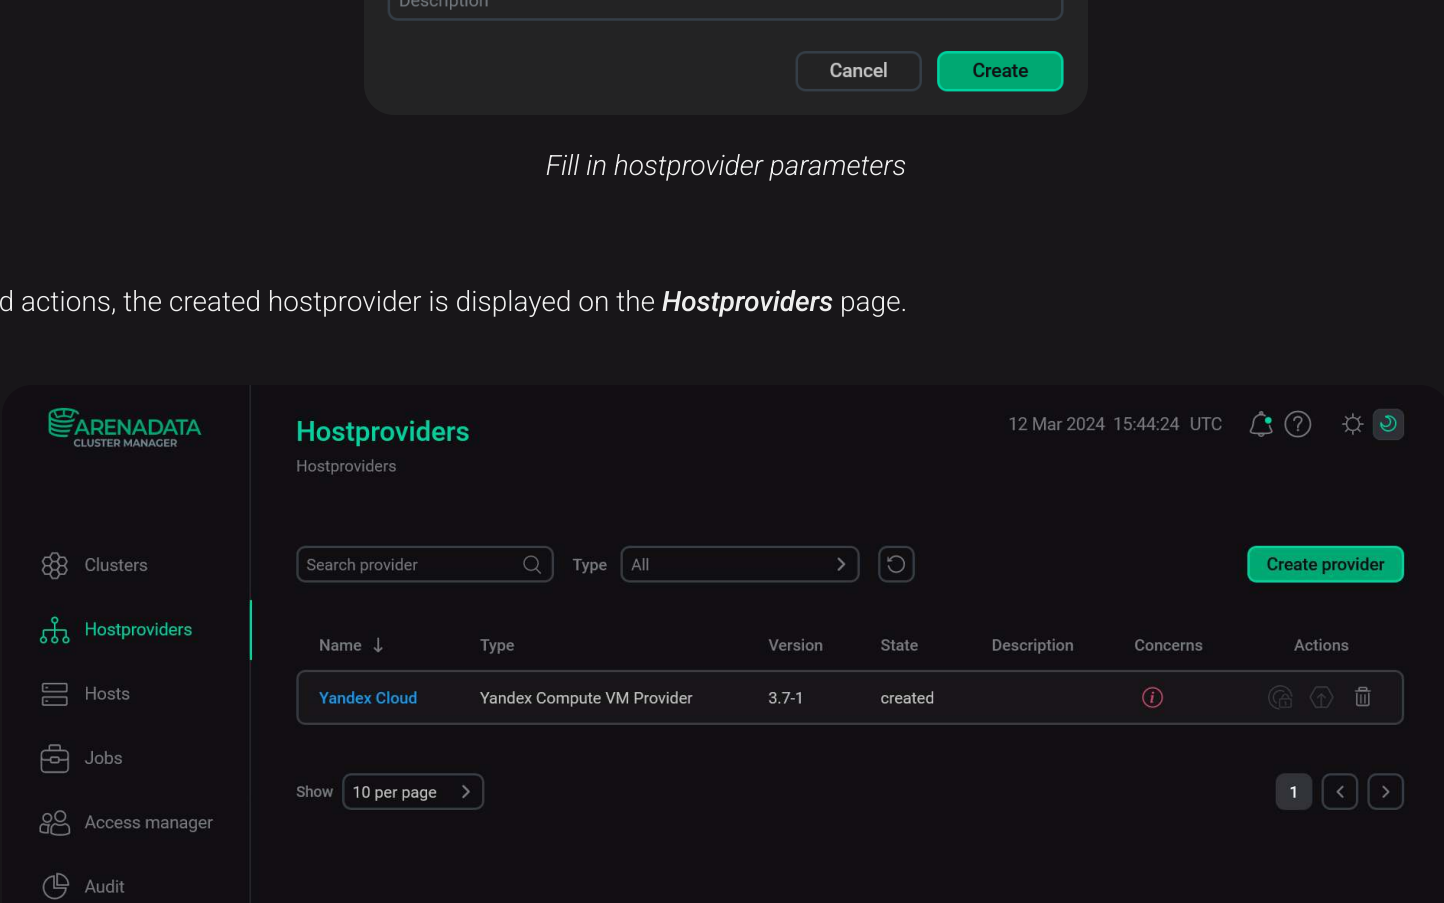 Description
Cancel
Create
Fill in hostprovider parameters
d actions, the created hostprovider is displayed on the Hostproviders page.
ARENADATA
CLUSTER MANAGER
Hostproviders
Hostproviders
12 Mar 2024 15:44:24 UTC
Clusters
Hostproviders
Hosts
Jobs
Access manager
Audit
Search provider
Type
All
Create provider
Name
Type
Version
State
Description
Concerns
Actions
Yandex Cloud
Yandex Compute VM Provider
3.7-1
created
Show
10 per page
1